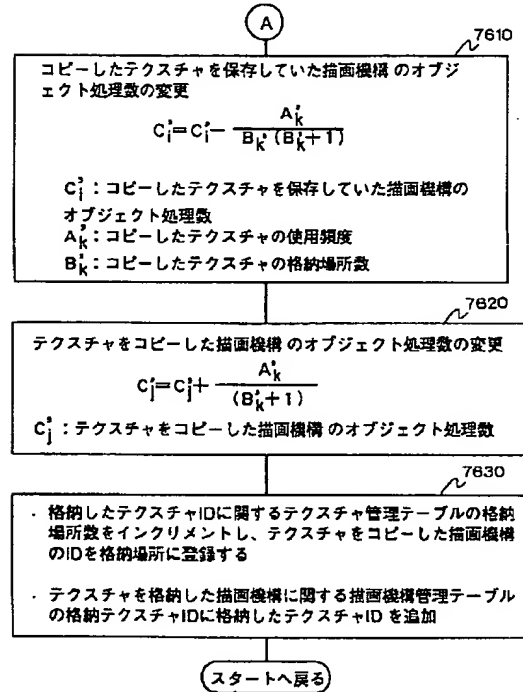 A
7610
コピーしたテクスチャを保存していた描画機構 のオブジ
ェクト処理数の変更
C'i=C'i− A'k / B'k (B'k+1)
C'i：コピーしたテクスチャを保存していた描画機構の
オブジェクト処理数
A'k：コピーしたテクスチャの使用頻度
B'k：コピーしたテクスチャの格納場所数
7620
テクスチャをコピーした描画機構 のオブジェクト処理数の変更
C'j=C'j+ A'k / (B'k+1)
C'j：テクスチャをコピーした描画機構 のオブジェクト処理数
7630
・ 格納したテクスチャIDに関するテクスチャ管理テーブルの格納
場所数をインクリメントし、テクスチャをコピーした描画機構
のIDを格納場所に登録する
・ テクスチャを格納した描画機構に関する描画機構管理テーブル
の格納テクスチャIDに格納したテクスチャID を追加
スタートへ戻る